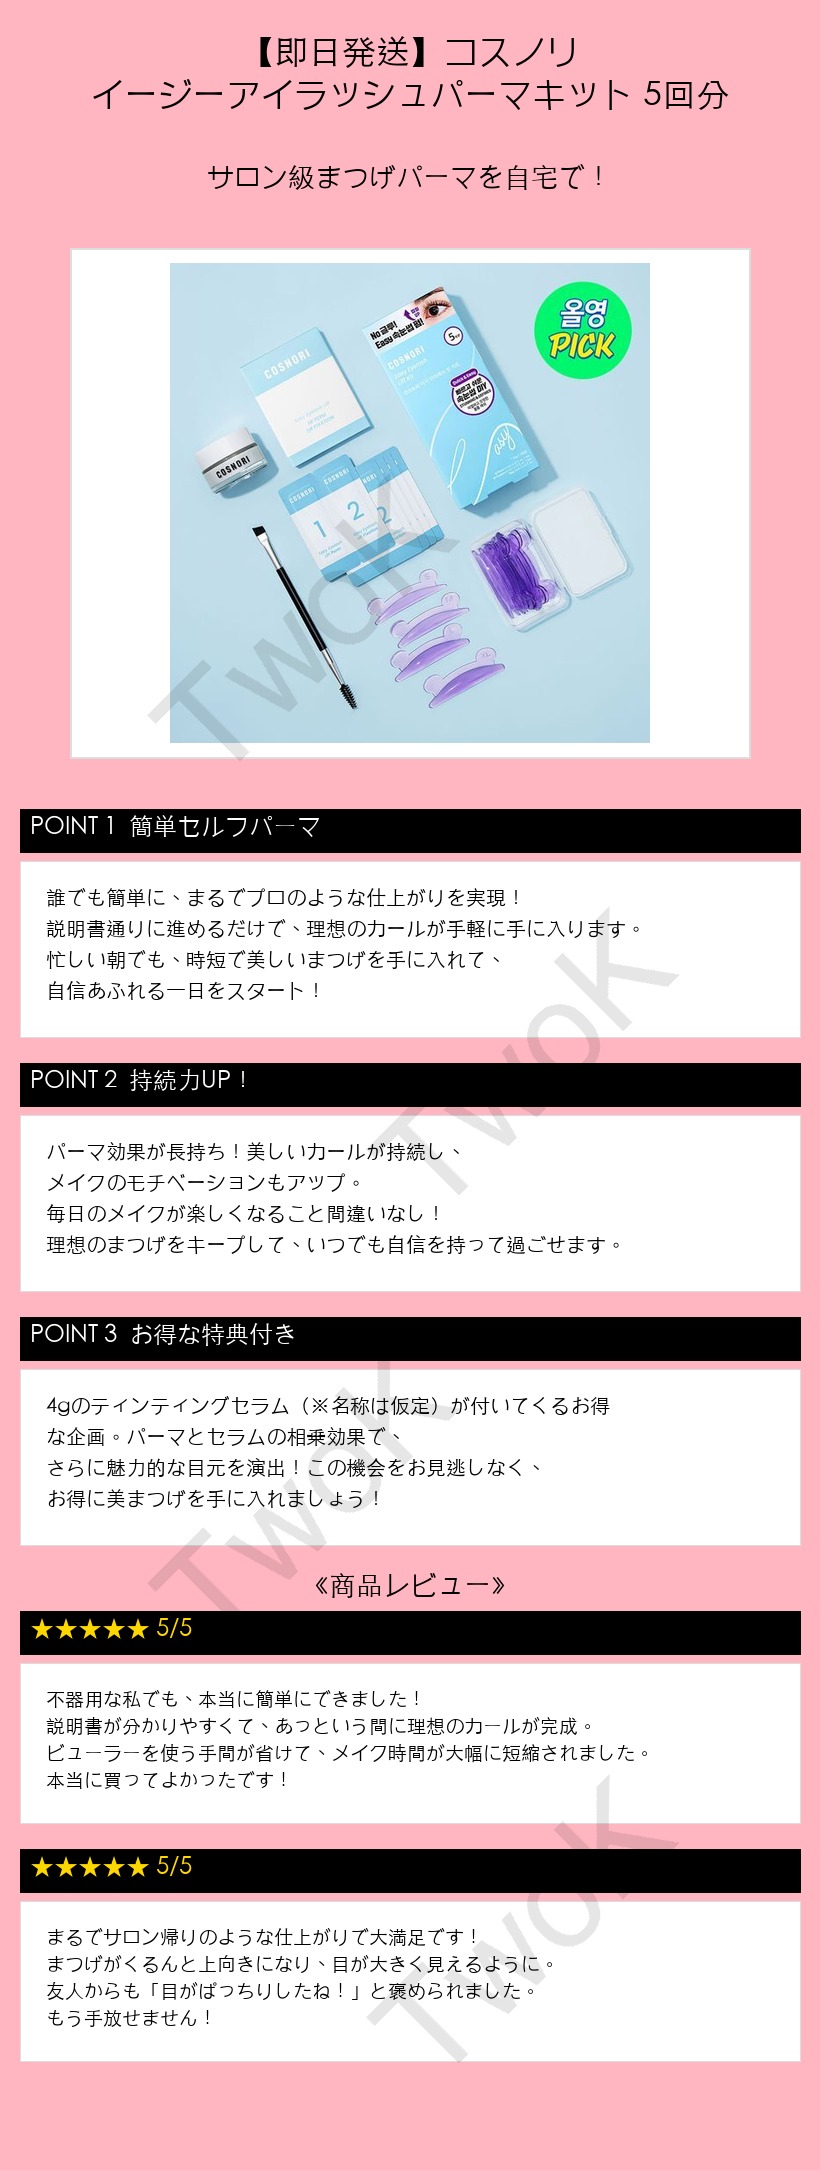 【即日発送】コスノリ
イージーアイラッシュパーマキット 5回分
サロン級まつげパーマを自宅で！
올영
PICK
No 글루!
Easy 속눈썹 펌!
5
COSNORI
Easy Eyelash
Lift Kit
빠르고 쉬운
속눈썹 DIY
easy
COSNORI
COSNORI
COSNORI
COSNORI
COSNORI
1
2
2
TwoK
POINT 1 簡単セルフパーマ
誰でも簡単に、まるでプロのような仕上がりを実現！
説明書通りに進めるだけで、理想のカールが手軽に手に入ります。
忙しい朝でも、時短で美しいまつげを手に入れて、
自信あふれる一日をスタート！
TwoK
POINT 2 持続力UP！
パーマ効果が長持ち！美しいカールが持続し、
メイクのモチベーションもアップ。
毎日のメイクが楽しくなること間違いなし！
理想のまつげをキープして、いつでも自信を持って過ごせます。
POINT 3 お得な特典付き
4gのティンティングセラム（※名称は仮定）が付いてくるお得
な企画。パーマとセラムの相乗効果で、
さらに魅力的な目元を演出！この機会をお見逃しなく、
お得に美まつげを手に入れましょう！
TwoK
《商品レビュー》
★★★★★ 5/5
不器用な私でも、本当に簡単にできました！
説明書が分かりやすくて、あっという間に理想のカールが完成。
ビューラーを使う手間が省けて、メイク時間が大幅に短縮されました。
本当に買ってよかったです！
★★★★★ 5/5
まるでサロン帰りのような仕上がりで大満足です！
まつげがくるんと上向きになり、目が大きく見えるように。
友人からも「目がぱっちりしたね！」と褒められました。
もう手放せません！
TwoK